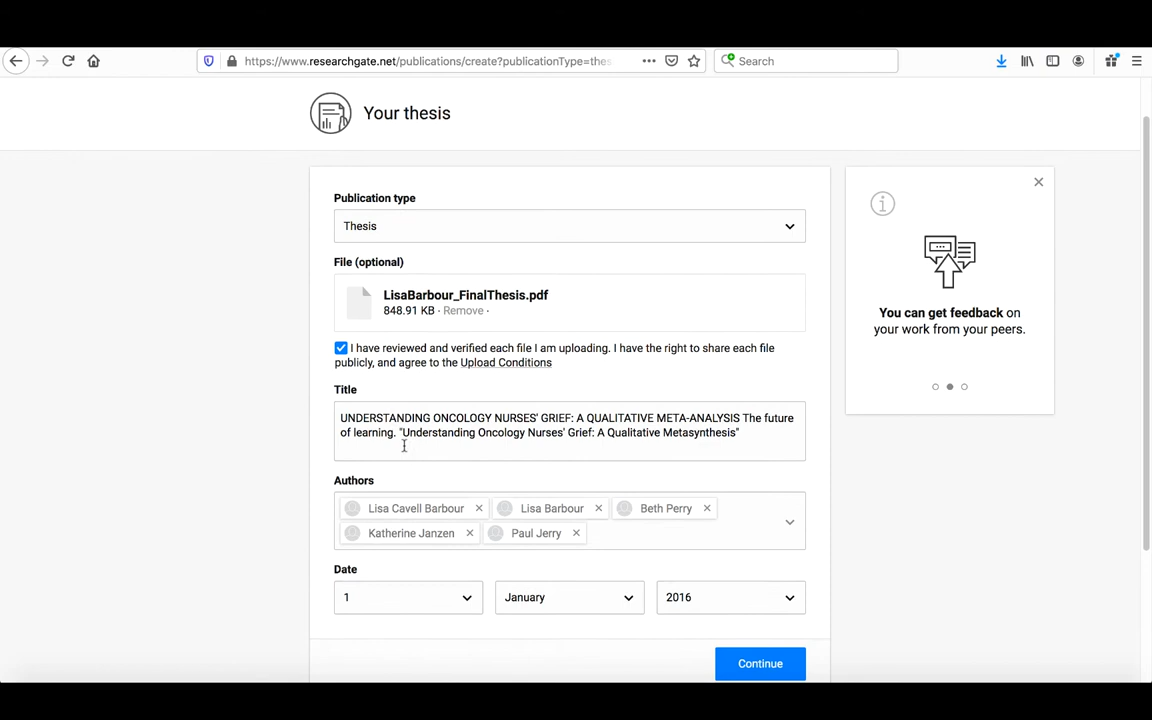 https://www.researchgate.net/publications/create?publicationType=thes
Search
Your thesis
Publication type
Thesis
File (optional)
LisaBarbour_FinalThesis.pdf
848.91 KB · Remove ·
I have reviewed and verified each file I am uploading. I have the right to share each file
publicly, and agree to the Upload Conditions
Title
UNDERSTANDING ONCOLOGY NURSES' GRIEF: A QUALITATIVE META-ANALYSIS The future
of learning. "Understanding Oncology Nurses' Grief: A Qualitative Metasynthesis"
Authors
Lisa Cavell Barbour × Lisa Barbour × Beth Perry ×
Katherine Janzen × Paul Jerry ×
Date
1 January 2016
Continue
You can get feedback on
your work from your peers.